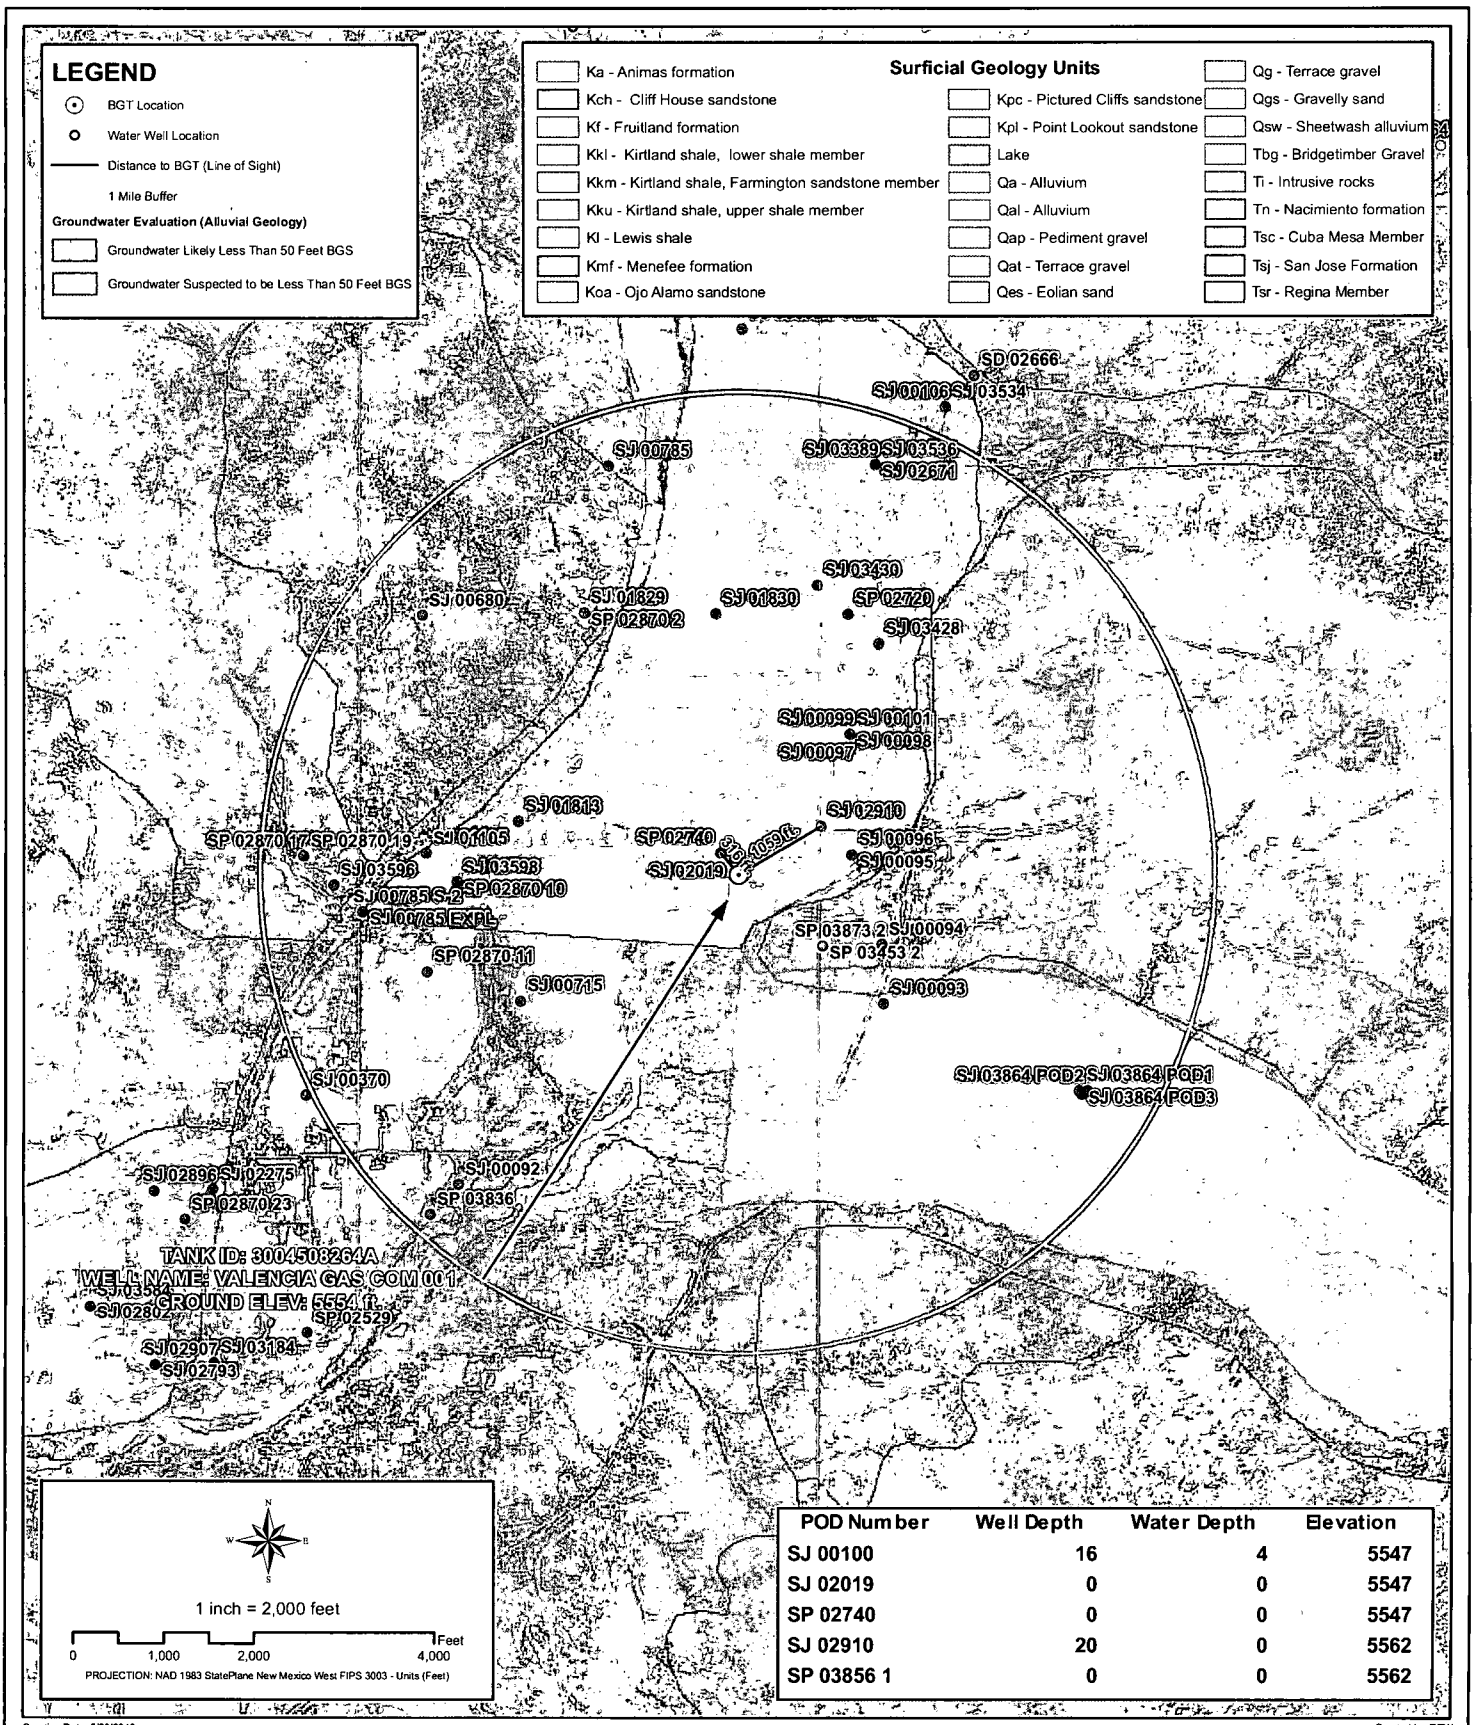 LEGEND
BGT Location
Water Well Location
Distance to BGT (Line of Sight)
1 Mile Buffer
Groundwater Evaluation (Alluvial Geology)
Groundwater Likely Less Than 50 Feet BGS
Groundwater Suspected to be Less Than 50 Feet BGS
Surficial Geology Units
Ka - Animas formation
Kch - Cliff House sandstone
Kf - Fruitland formation
Kkl - Kirtland shale, lower shale member
Kkm - Kirtland shale, Farmington sandstone member
Kku - Kirtland shale, upper shale member
Kl - Lewis shale
Kmf - Menefee formation
Koa - Ojo Alamo sandstone
Kpc - Pictured Cliffs sandstone
Kpl - Point Lookout sandstone
Lake
Qa - Alluvium
Qal - Alluvium
Qap - Pediment gravel
Qat - Terrace gravel
Qes - Eolian sand
Qg - Terrace gravel
Qgs - Gravelly sand
Qsw - Sheetwash alluvium
Tbg - Bridgetimber Gravel
Ti - Intrusive rocks
Tn - Nacimiento formation
Tsc - Cuba Mesa Member
Tsj - San Jose Formation
Tsr - Regina Member
SD 02666
SJ 00106 SJ 03534
SJ 00785
SJ 03389 SJ 03536
SJ 02671
SJ 03430
SJ 00680
SJ 01829
SP 02870 2
SJ 01830
SP 02720
SJ 03428
SJ 00099 SJ 00101
SJ 00098
SJ 00097
SJ 01813
SJ 02910
SP 02870 17 SP 02870 19
SJ 01105
SP 02740
1059 ft.
SJ 00096
SJ 00095
SJ 03596
SJ 03598
SP 02870 10
SJ 02019
SJ 00785 S-2
SJ 00785 EXPL
SP 03873 2 SJ 00094
SP 03453 2
SP 02870 11
SJ 00715
SJ 00093
SJ 00370
SJ 03864 POD2 SJ 03864 POD1
SJ 03864 POD3
SJ 02896 SJ 02275
SJ 00092
SP 02870 23
SP 03836
TANK ID: 3004508264A
WELL NAME: VALENCIA GAS COM 001
GROUND ELEV: 5554 ft.
SJ 02802
SP 02529
SJ 02907 SJ 03184
SJ 02793
N
W E
S
1 inch = 2,000 feet
Feet
0 1,000 2,000 4,000
PROJECTION: NAD 1983 StatePlane New Mexico West FIPS 3003 - Units (Feet)
POD Number Well Depth Water Depth Elevation
SJ 00100 16 4 5547
SJ 02019 0 0 5547
SP 02740 0 0 5547
SJ 02910 20 0 5562
SP 03856 1 0 0 5562